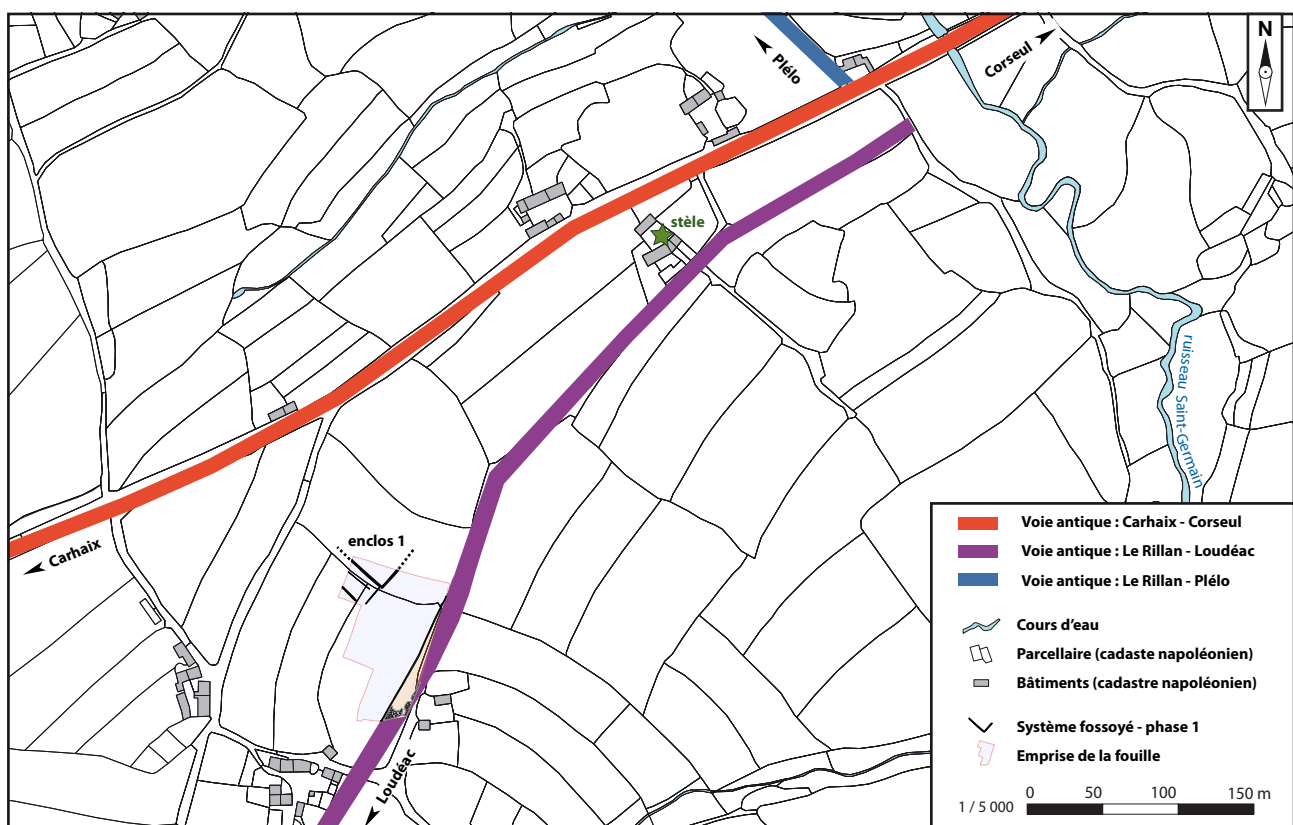 N
Plélo
Corseul
stèle
ruisseau Saint-Germain
enclos 1
Carhaix
Loudéac
Voie antique : Carhaix - Corseul
Voie antique : Le Rillan - Loudéac
Voie antique : Le Rillan - Plélo
Cours d'eau
Parcellaire (cadaste napoléonien)
Bâtiments (cadastre napoléonien)
Système fossoyé - phase 1
Emprise de la fouille
0 50 100 150 m
1 / 5 000